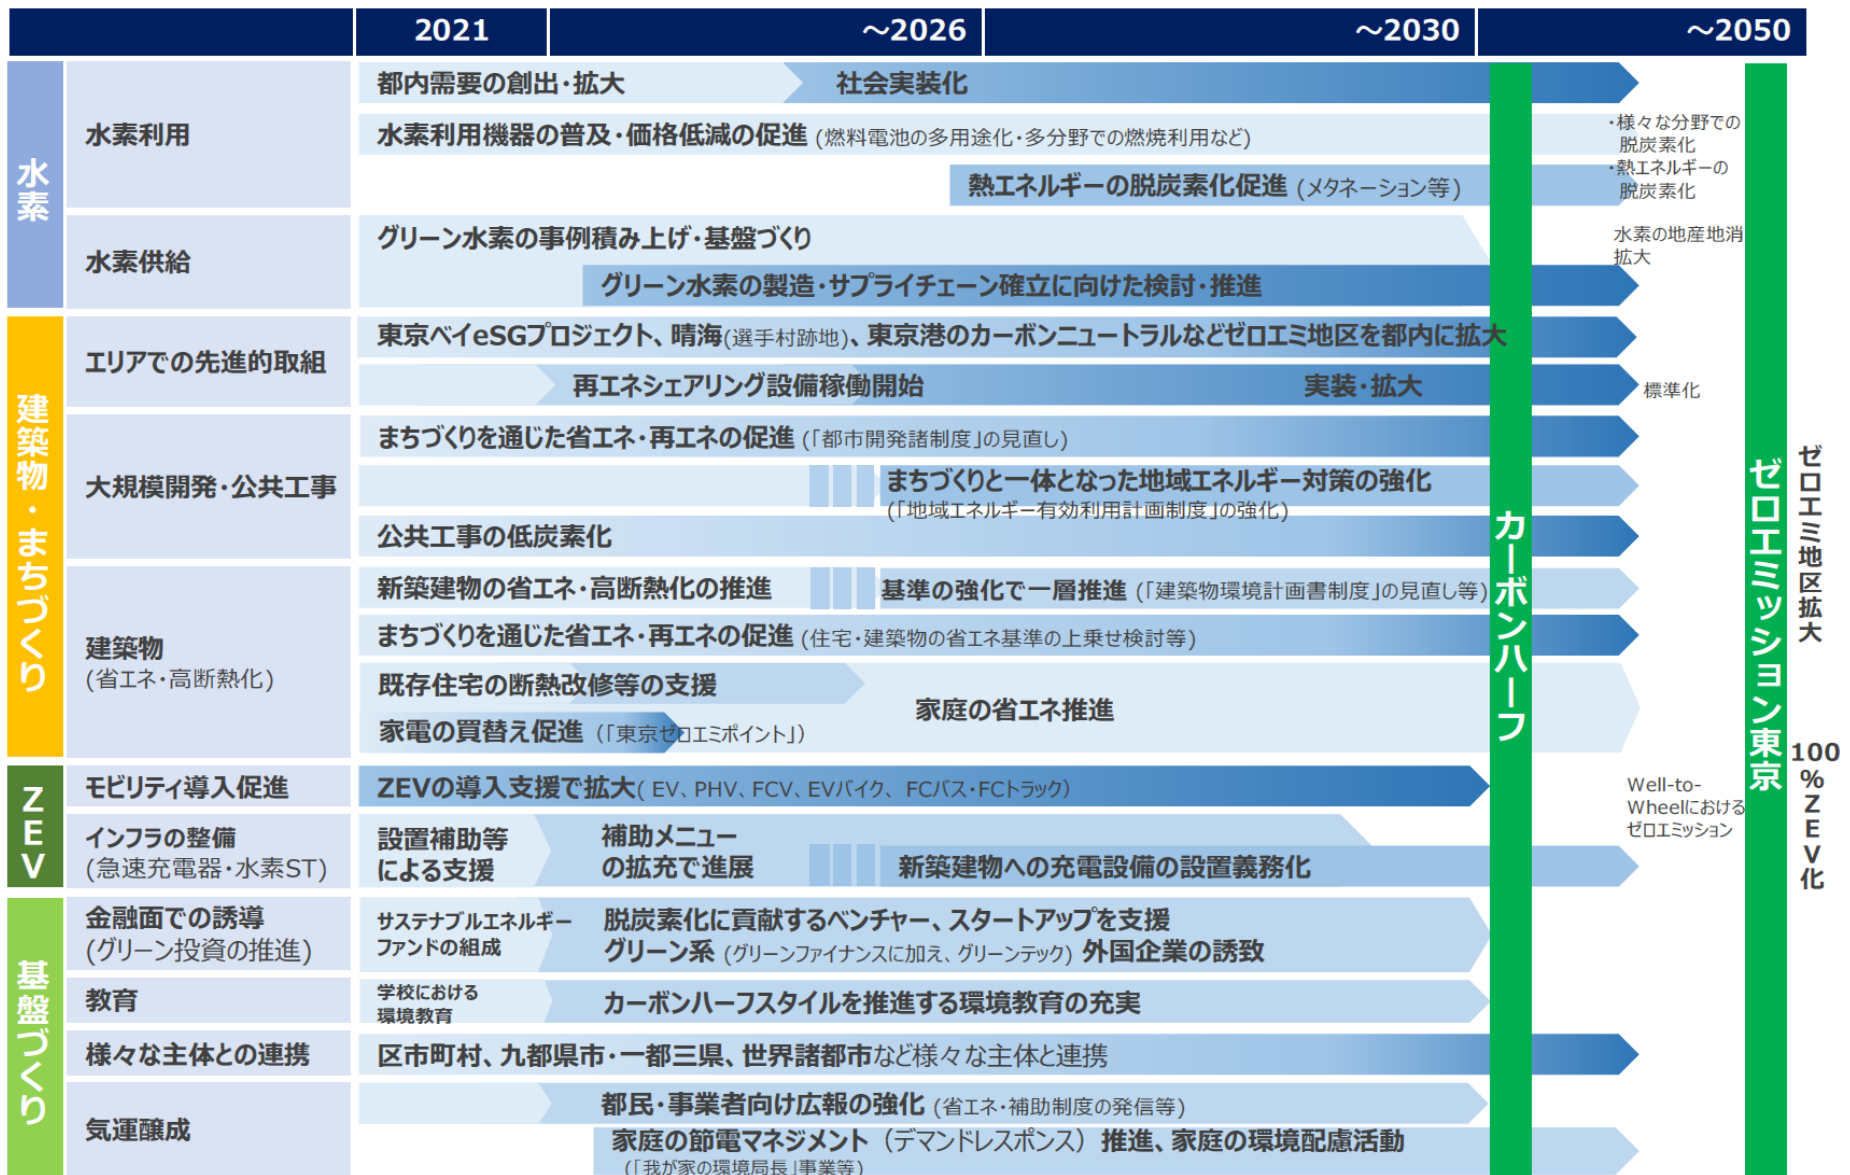 2021
～2026
～2030
～2050
水素
水素利用
都内需要の創出・拡大
社会実装化
水素利用機器の普及・価格低減の促進 (燃料電池の多用途化・多分野での燃焼利用など)
・様々な分野での
脱炭素化
熱エネルギーの脱炭素化促進 (メタネーション等)
・熱エネルギーの
脱炭素化
水素供給
グリーン水素の事例積み上げ・基盤づくり
グリーン水素の製造・サプライチェーン確立に向けた検討・推進
水素の地産地消
拡大
建築物・まちづくり
エリアでの先進的取組
東京ベイeSGプロジェクト、晴海(選手村跡地)、東京港のカーボンニュートラルなどゼロエミ地区を都内に拡大
再エネシェアリング設備稼働開始
実装・拡大
標準化
大規模開発・公共工事
まちづくりを通じた省エネ・再エネの促進 (「都市開発諸制度」の見直し)
まちづくりと一体となった地域エネルギー対策の強化
(「地域エネルギー有効利用計画制度」の強化)
公共工事の低炭素化
建築物
(省エネ・高断熱化)
新築建物の省エネ・高断熱化の推進
基準の強化で一層推進 (「建築物環境計画書制度」の見直し等)
まちづくりを通じた省エネ・再エネの促進 (住宅・建築物の省エネ基準の上乗せ検討等)
既存住宅の断熱改修等の支援
家庭の省エネ推進
家電の買替え促進 (「東京ゼロエミポイント」)
ZEV
モビリティ導入促進
ZEVの導入支援で拡大( EV、PHV、FCV、EVバイク、 FCバス・FCトラック)
Well-to-
Wheelにおける
ゼロエミッション
インフラの整備
(急速充電器・水素ST)
設置補助等
による支援
補助メニュー
の拡充で進展
新築建物への充電設備の設置義務化
基盤づくり
金融面での誘導
(グリーン投資の推進)
サステナブルエネルギー
ファンドの組成
脱炭素化に貢献するベンチャー、スタートアップを支援
グリーン系 (グリーンファイナンスに加え、グリーンテック) 外国企業の誘致
教育
学校における
環境教育
カーボンハーフスタイルを推進する環境教育の充実
様々な主体との連携
区市町村、九都県市・一都三県、世界諸都市など様々な主体と連携
気運醸成
都民・事業者向け広報の強化 (省エネ・補助制度の発信等)
家庭の節電マネジメント (デマンドレスポンス) 推進、家庭の環境配慮活動
(「我が家の環境局長」事業等)
カーボンハーフ
ゼロエミッション東京
ゼロエミ地区拡大
100%ZEV化